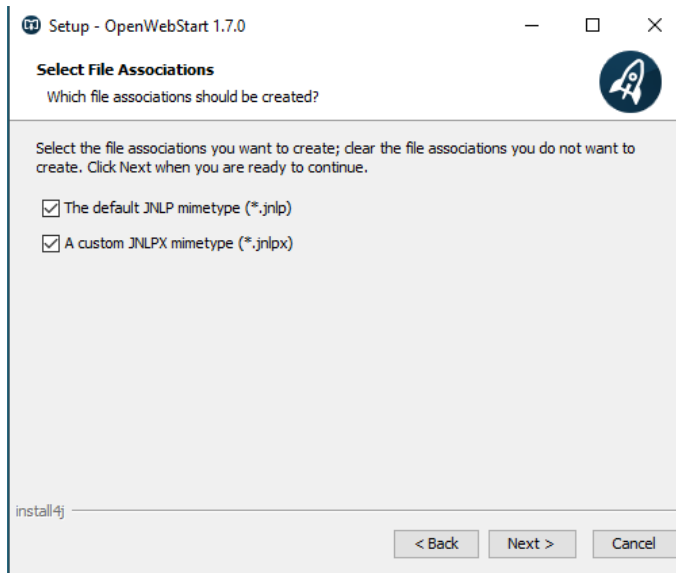 Setup - OpenWebStart 1.7.0
Select File Associations
Which file associations should be created?
Select the file associations you want to create; clear the file associations you do not want to
create. Click Next when you are ready to continue.
The default JNLP mimetype (*.jnlp)
A custom JNLPX mimetype (*.jnlpx)
install4j
< Back
Next >
Cancel